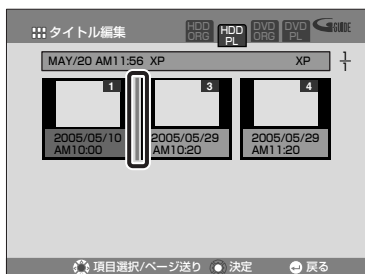 タイトル編集
HDD ORG
HDD PL
DVD ORG
DVD PL
G GUIDE
MAY/20 AM11:56 XP XP 1/1
1 3 4
2005/05/10 2005/05/29 2005/05/29
AM10:00 AM10:20 AM11:20
項目選択/ページ送り 決定 戻る